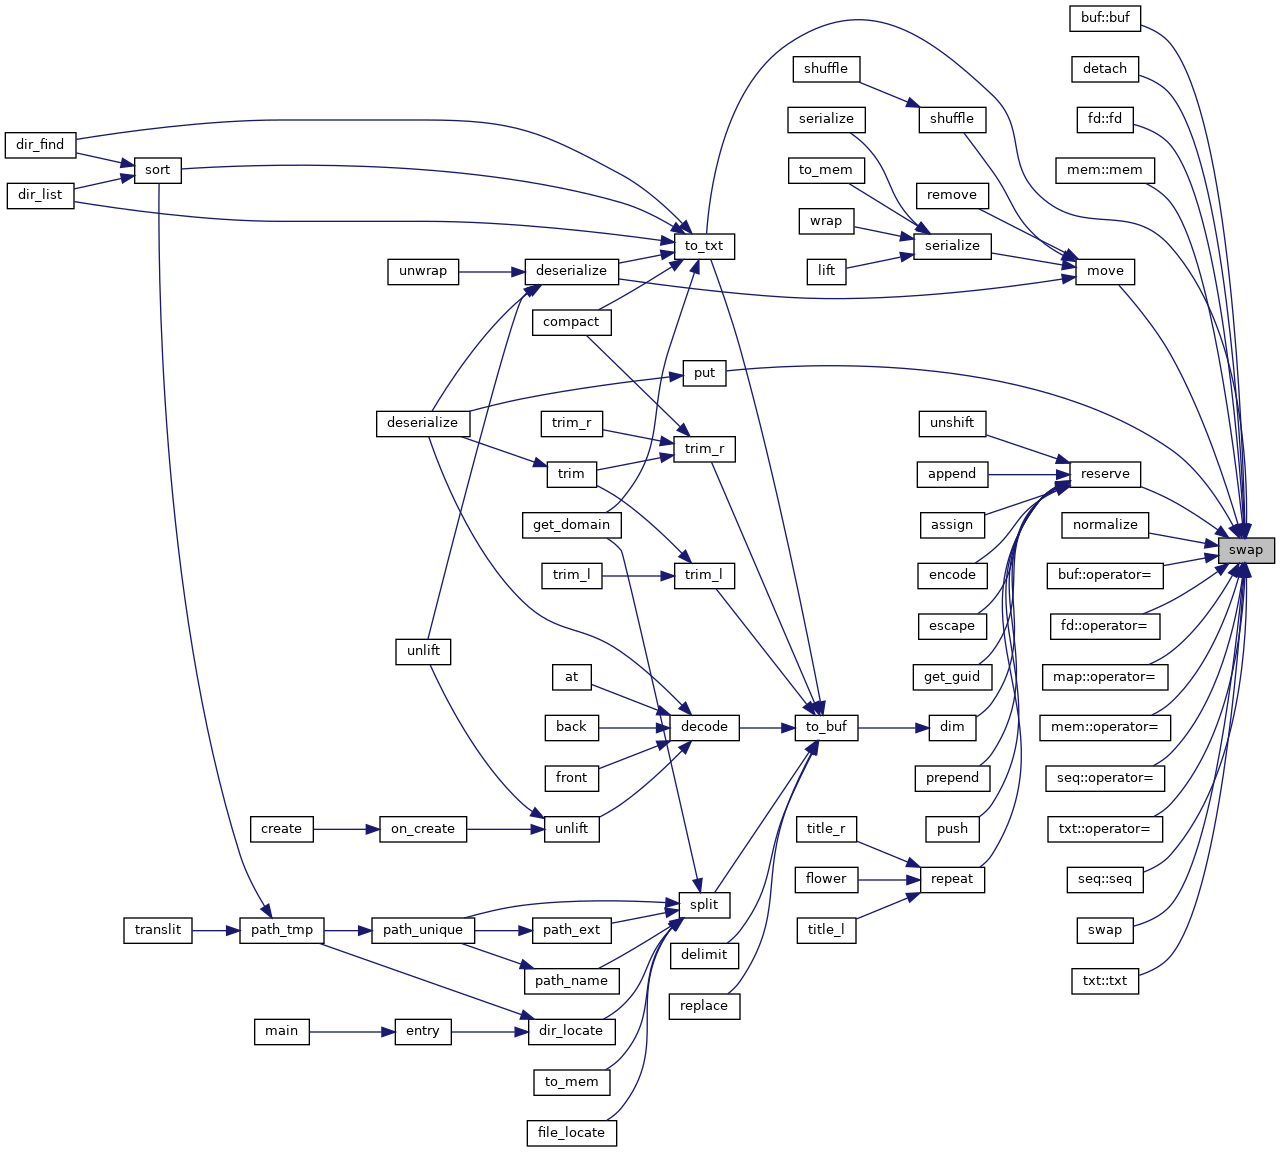 buf::buf
detach
fd::fd
mem::mem
shuffle
shuffle
serialize
to_mem
wrap
lift
remove
serialize
move
dir_find
sort
dir_list
to_txt
unwrap
deserialize
compact
put
deserialize
trim_r
trim_r
trim
get_domain
trim_l
trim_l
unshift
append
reserve
assign
normalize
swap
encode
buf::operator=
escape
fd::operator=
unlift
at
get_guid
map::operator=
back
decode
to_buf
dim
mem::operator=
front
prepend
seq::operator=
create
on_create
unlift
title_r
push
txt::operator=
flower
repeat
seq::seq
split
title_l
swap
translit
path_tmp
path_unique
path_ext
delimit
path_name
txt::txt
replace
main
entry
dir_locate
to_mem
file_locate